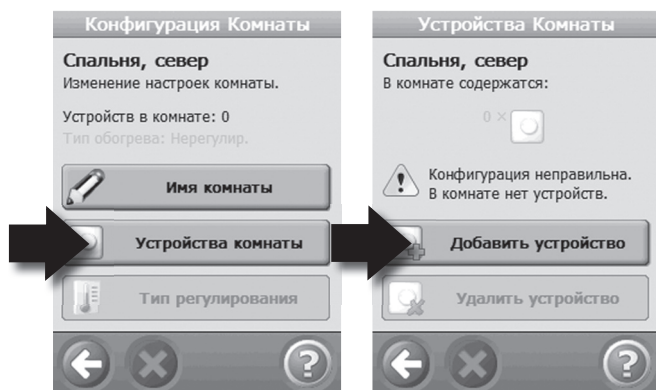 Конфигурация Комнаты
Спальня, север
Изменение настроек комнаты.
Устройств в комнате: 0
Тип обогрева: Нерегулир.
Имя комнаты
Устройства комнаты
Тип регулирования
?
Устройства Комнаты
Спальня, север
В комнате содержатся:
0 ×
Конфигурация неправильна.
В комнате нет устройств.
Добавить устройство
Удалить устройство
?